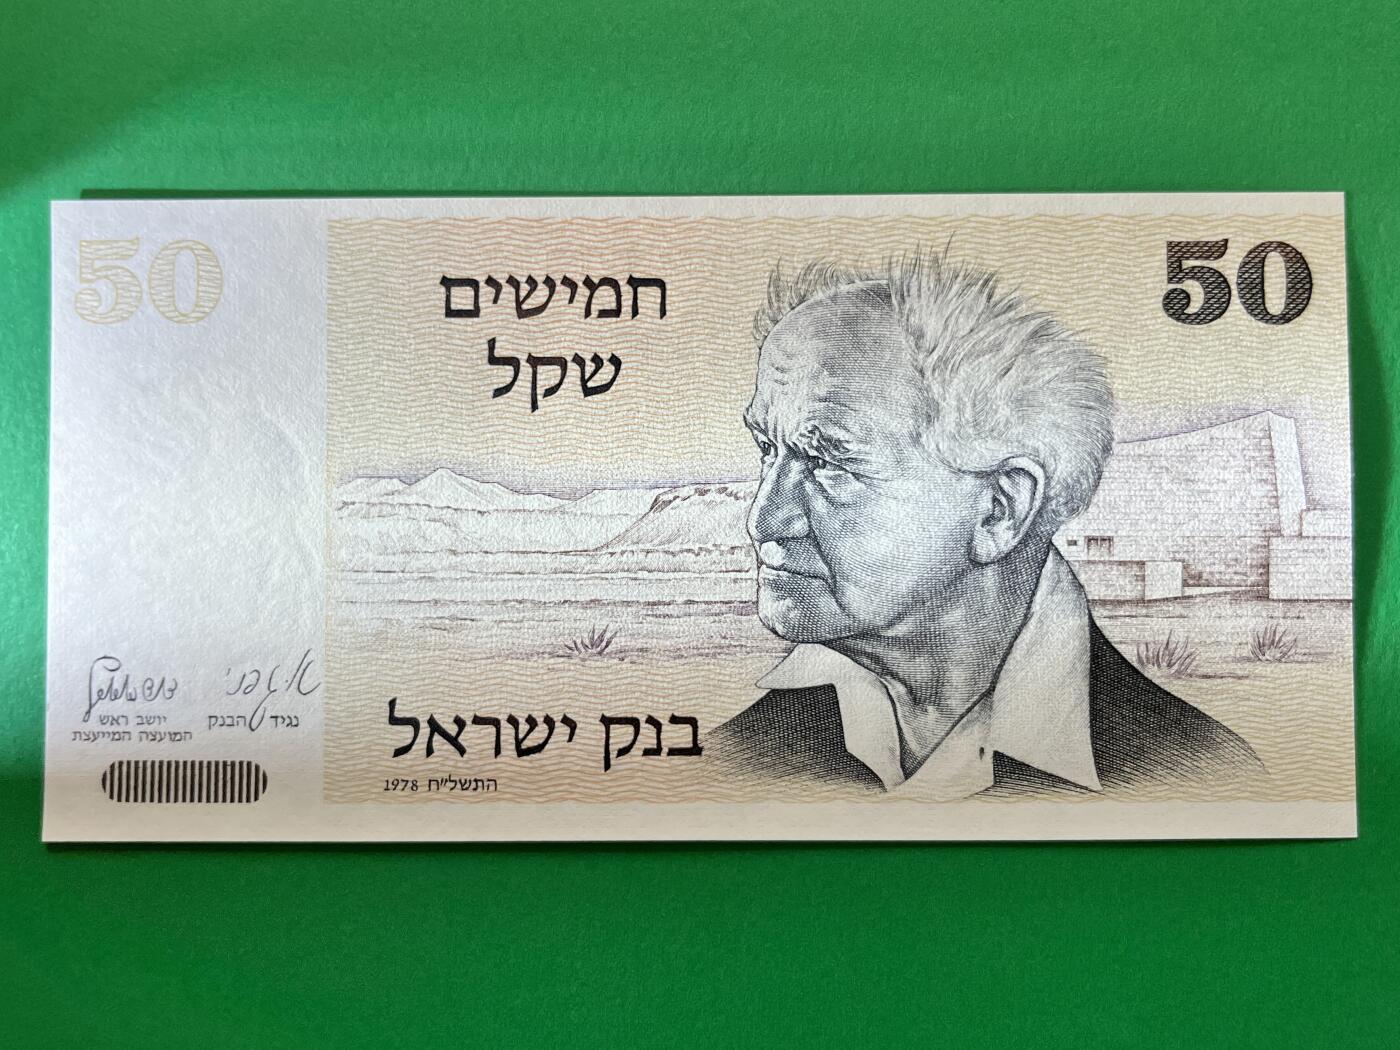 50
50
חמישים
שקל
בנק ישראל
התשל״ח 1978
נגיד הבנק
יושב ראש
המועצה המייעצת